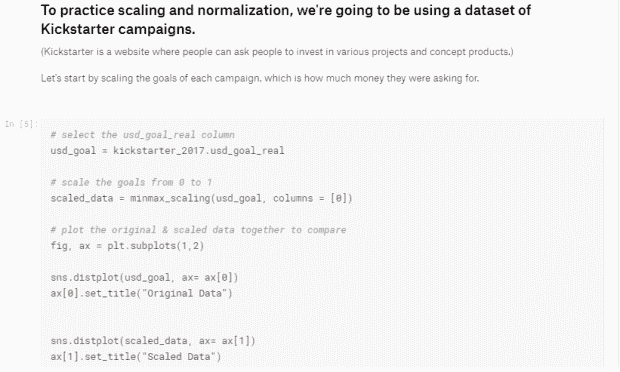 To practice scaling and normalization, we're going to be using a dataset of
Kickstarter campaigns.
(Kickstarter is a website where people can ask people to invest in various projects and concept products.)
Let's start by scaling the goals of each campaign, which is how much money they were asking for.
In [5]:
# select the usd_goal_real column
usd_goal = kickstarter_2017.usd_goal_real
# scale the goals from 0 to 1
scaled_data = minmax_scaling(usd_goal, columns = [0])
# plot the original & scaled data together to compare
fig, ax = plt.subplots(1,2)
sns.distplot(usd_goal, ax= ax[0])
ax[0].set_title("Original Data")
sns.distplot(scaled_data, ax= ax[1])
ax[1].set_title("Scaled Data")